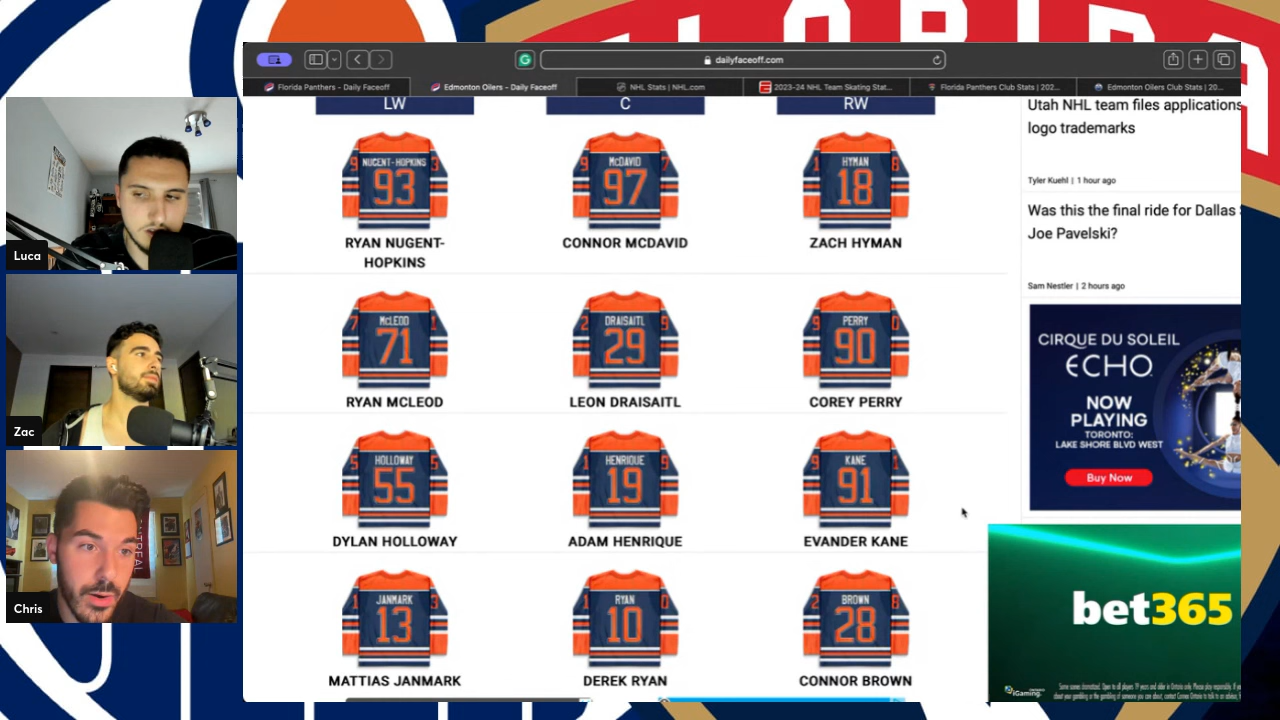 FLORIDA
dailyfaceoff.com
Florida Panthers - Daily Faceoff
Edmonton Oilers - Daily Faceoff
NHL Stats | NHL.com
2023-24 NHL Team Skating Stat...
Florida Panthers Club Stats | 202...
Edmonton Oilers Club Stats | 20...
LW
C
RW
NUGENT-HOPKINS
93
RYAN NUGENT-
HOPKINS
McDAVID
97
CONNOR MCDAVID
HYMAN
18
ZACH HYMAN
McLEOD
71
RYAN MCLEOD
DRAISAITL
29
LEON DRAISAITL
PERRY
90
COREY PERRY
HOLLOWAY
55
DYLAN HOLLOWAY
HENRIQUE
19
ADAM HENRIQUE
KANE
91
EVANDER KANE
JANMARK
13
MATTIAS JANMARK
RYAN
10
DEREK RYAN
BROWN
28
CONNOR BROWN
Utah NHL team files applications
logo trademarks
Tyler Kuehl | 1 hour ago
Was this the final ride for Dallas
Joe Pavelski?
Sam Nestler | 2 hours ago
CIRQUE DU SOLEIL
ECHO
NOW
PLAYING
TORONTO:
LAKE SHORE BLVD WEST
Buy Now
bet365
iGaming
Luca
Zac
Chris